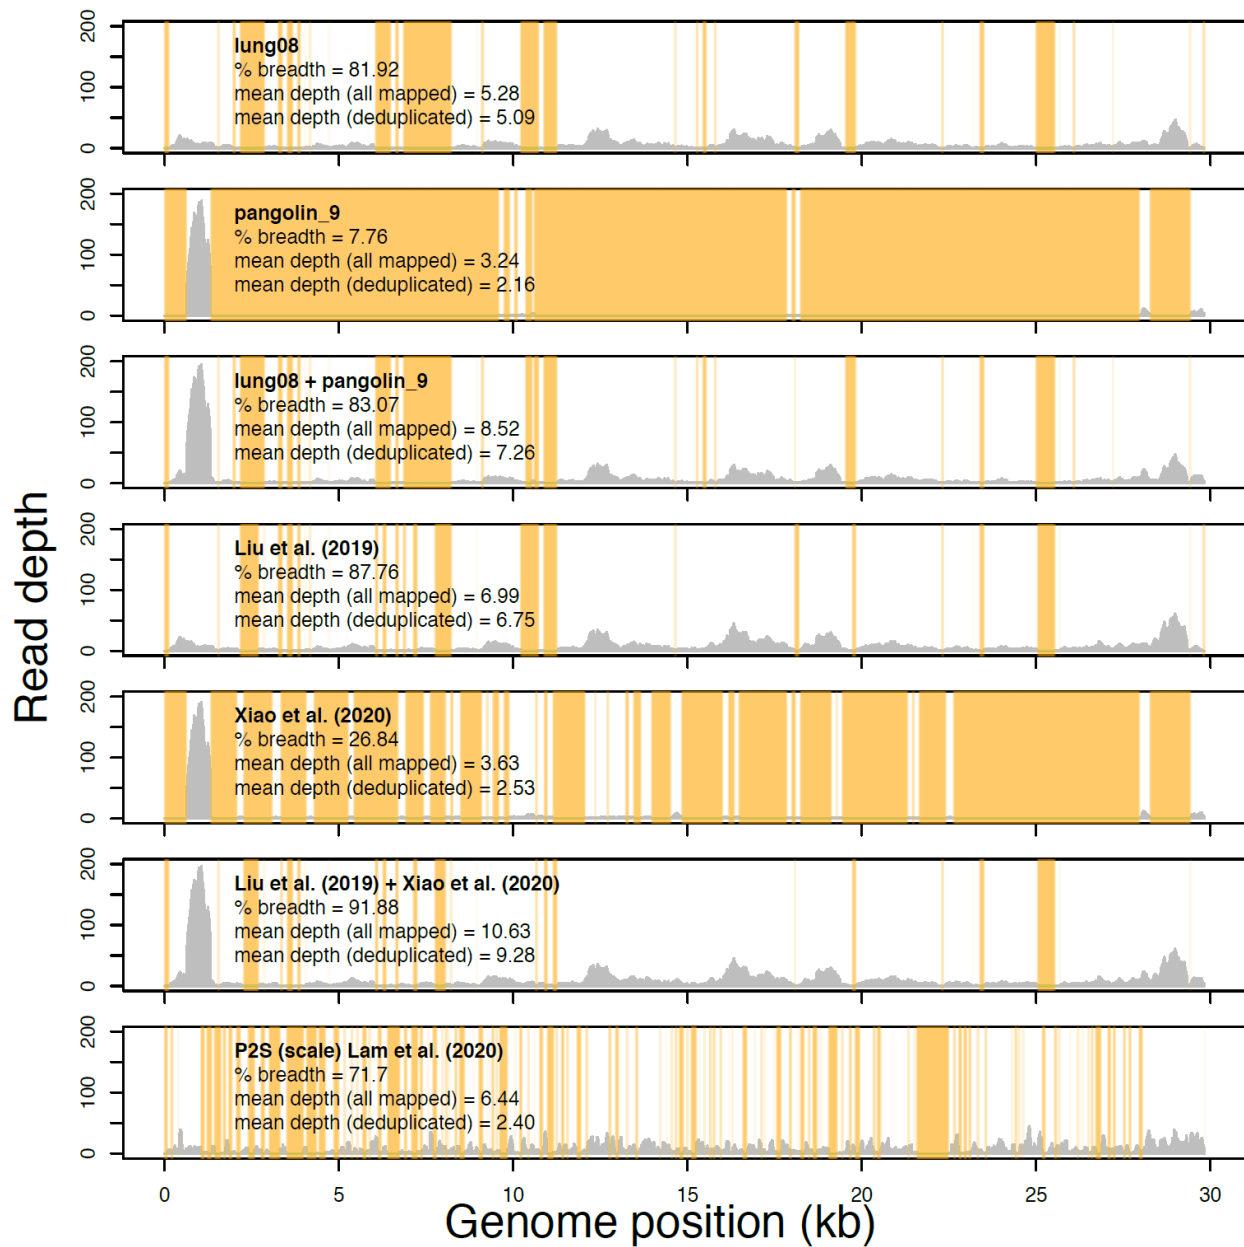 Read depth
200
100
0
lung08
% breadth = 81.92
mean depth (all mapped) = 5.28
mean depth (deduplicated) = 5.09
200
100
0
pangolin_9
% breadth = 7.76
mean depth (all mapped) = 3.24
mean depth (deduplicated) = 2.16
200
100
0
lung08 + pangolin_9
% breadth = 83.07
mean depth (all mapped) = 8.52
mean depth (deduplicated) = 7.26
200
100
0
Liu et al. (2019)
% breadth = 87.76
mean depth (all mapped) = 6.99
mean depth (deduplicated) = 6.75
200
100
0
Xiao et al. (2020)
% breadth = 26.84
mean depth (all mapped) = 3.63
mean depth (deduplicated) = 2.53
200
100
0
Liu et al. (2019) + Xiao et al. (2020)
% breadth = 91.88
mean depth (all mapped) = 10.63
mean depth (deduplicated) = 9.28
200
100
0
P2S (scale) Lam et al. (2020)
% breadth = 71.7
mean depth (all mapped) = 6.44
mean depth (deduplicated) = 2.40
0 5 10 15 20 25 30
Genome position (kb)